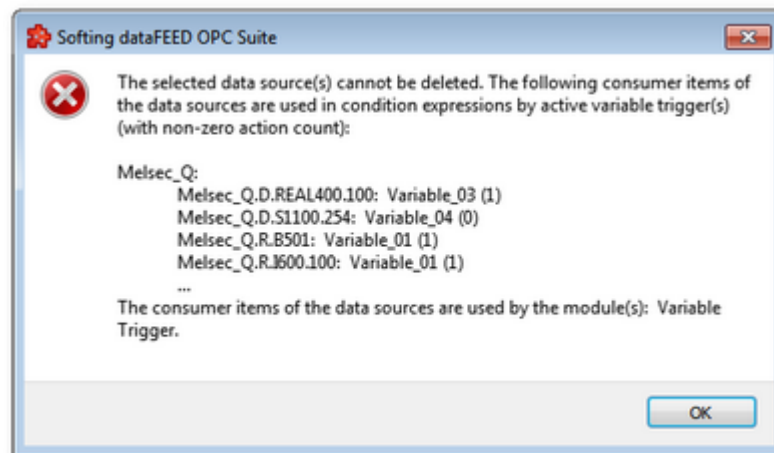 Softing dataFEED OPC Suite
The selected data source(s) cannot be deleted. The following consumer items of
the data sources are used in condition expressions by active variable trigger(s)
(with non-zero action count):
Melsec_Q:
Melsec_Q.D.REAL400.100: Variable_03 (1)
Melsec_Q.D.S1100.254: Variable_04 (0)
Melsec_Q.R.B501: Variable_01 (1)
Melsec_Q.R.I600.100: Variable_01 (1)
...
The consumer items of the data sources are used by the module(s): Variable
Trigger.
OK